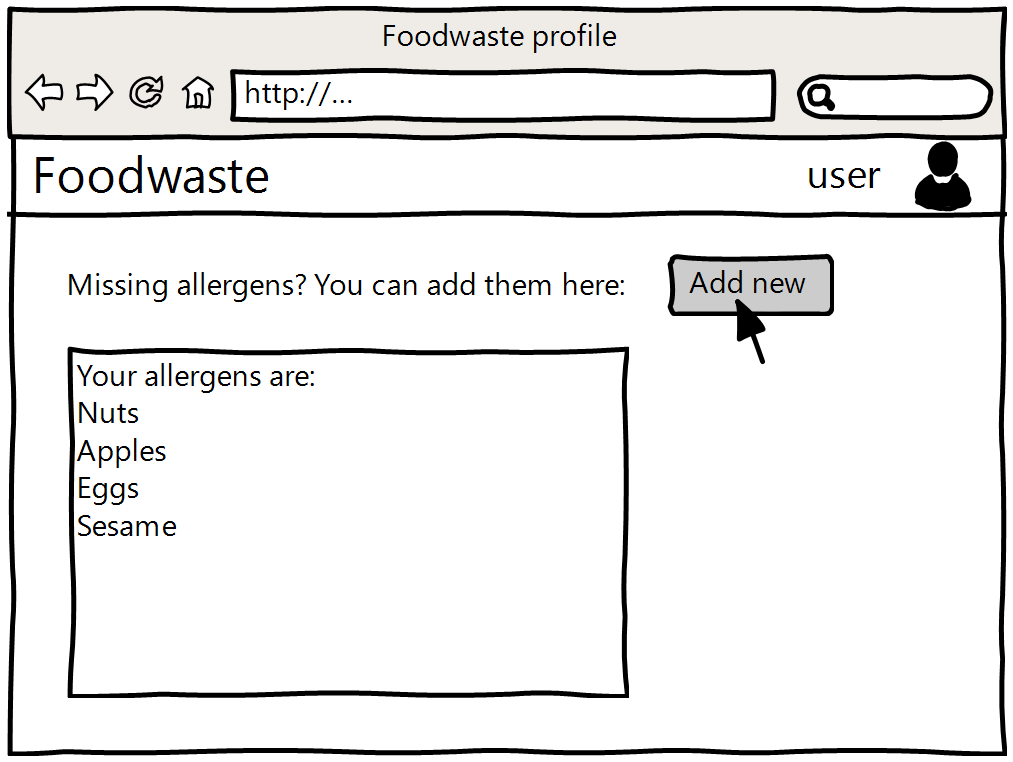 Foodwaste profile
http://...
Foodwaste
user
Missing allergens? You can add them here:
Add new
Your allergens are:
Nuts
Apples
Eggs
Sesame